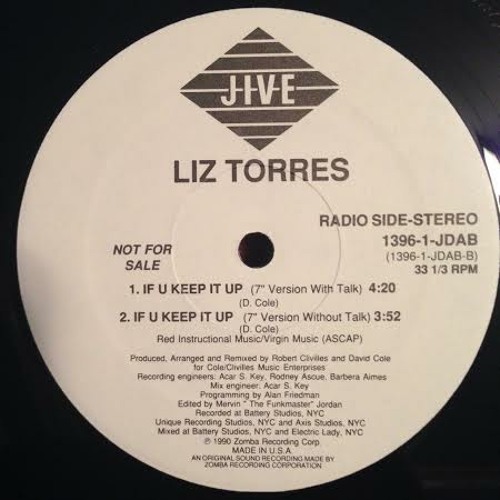 JIVE
LIZ TORRES
RADIO SIDE-STEREO
1396-1-JDAB
(1396-1-JDAB-B)
33 1/3 RPM
NOT FOR
SALE
1. IF U KEEP IT UP (7" Version With Talk) 4:20
(D. Cole)
2. IF U KEEP IT UP (7" Version Without Talk) 3:52
(D. Cole)
Red Instructional Music/Virgin Music (ASCAP)
Produced, Arranged and Remixed by Robert Clivilles and David Cole
for Cole/Clivilles Music Enterprises
Recording engineers: Acar S. Key, Rodney Ascue, Barbera Aimes
Mix engineer, Acar S. Key
Programming by Alan Friedman
Edited by Mervin " The Funkmaster" Jordan
Recorded at Battery Studios, NYC
Unique Recording Studios, NYC and Axis Studios, NYC
Mixed at Battery Studios, NYC and Electric Lady, NYC
℗ 1990 Zomba Recording Corp.
MADE IN U.S.A.
AN ORIGINAL SOUND RECORDING MADE BY
ZOMBA RECORDING CORPORATION